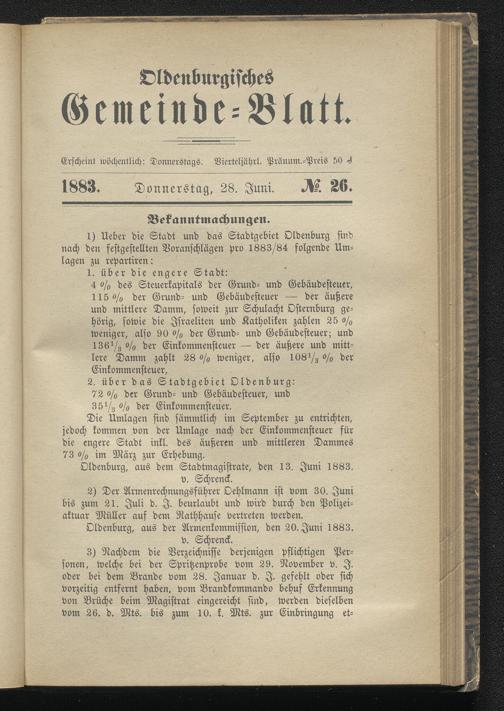 Oldenburgisches
Gemeinde=Blatt.
Erscheint wöchentlich: Donnerstags. Vierteljährl. Pränum.=Preis 50 ₰
1883. Donnerstag, 28. Juni. №. 26.
Bekanntmachungen.
1) Ueber die Stadt und das Stadtgebiet Oldenburg sind
nach den festgestellten Voranschlägen pro 1883/84 folgende Um=
lagen zu repartiren:
1. über die engere Stadt:
4 % des Steuerkapitals der Grund= und Gebäudesteuer,
115 % der Grund= und Gebäudesteuer — der äußere
und mittlere Damm, soweit zur Schulacht Osternburg ge=
hörig, sowie die Israeliten und Katholiken zahlen 25 %
weniger, also 90 % der Grund= und Gebäudesteuer; und
136⅓ % der Einkommensteuer — der äußere und mitt=
lere Damm zahlt 28 % weniger, also 108⅓ % der
Einkommensteuer,
2. über das Stadtgebiet Oldenburg:
72 % der Grund= und Gebäudesteuer, und
35⅓ % der Einkommensteuer.
Die Umlagen sind sämmtlich im September zu entrichten,
jedoch kommen von der Umlage nach der Einkommensteuer für
die engere Stadt inkl. des äußeren und mittleren Dammes
73 % im März zur Erhebung.
Oldenburg, aus dem Stadtmagistrate, den 13. Juni 1883.
v. Schrenck.
2) Der Armenrechnungsführer Oehlmann ist vom 30. Juni
bis zum 21. Juli d. J. beurlaubt und wird durch den Polizei=
aktuar Müller auf dem Rathhause vertreten werden.
Oldenburg, aus der Armenkommission, den 20. Juni 1883.
v. Schrenck.
3) Nachdem die Verzeichnisse derjenigen pflichtigen Per=
sonen, welche bei der Spritzenprobe vom 29. November v. J.
oder bei dem Brande vom 28. Januar d. J. gefehlt oder sich
vorzeitig entfernt haben, vom Brandkommando behuf Erkennung
von Brüche beim Magistrat eingereicht sind, werden dieselben
vom 26. d. Mts. bis zum 10. k. Mts. zur Einbringung et=